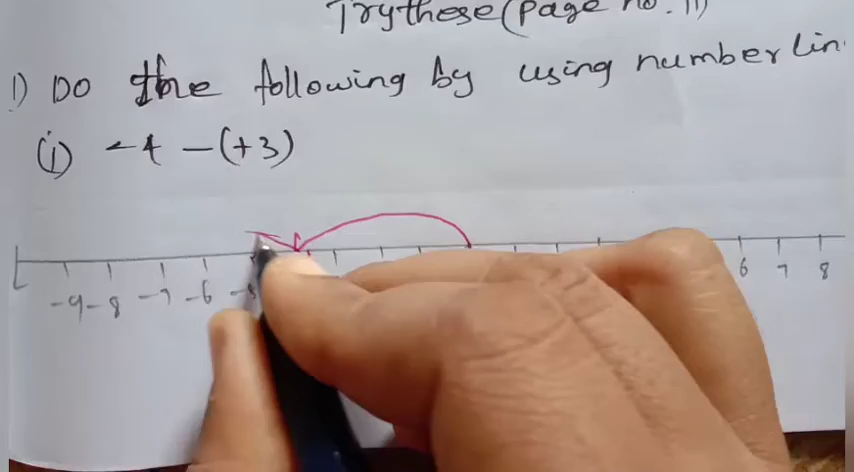 Try these (Page no. 11)
1) Do the following by using number lin
(i) -4 -(+3)
-9 -8 -7 -6 -5 6 7 8